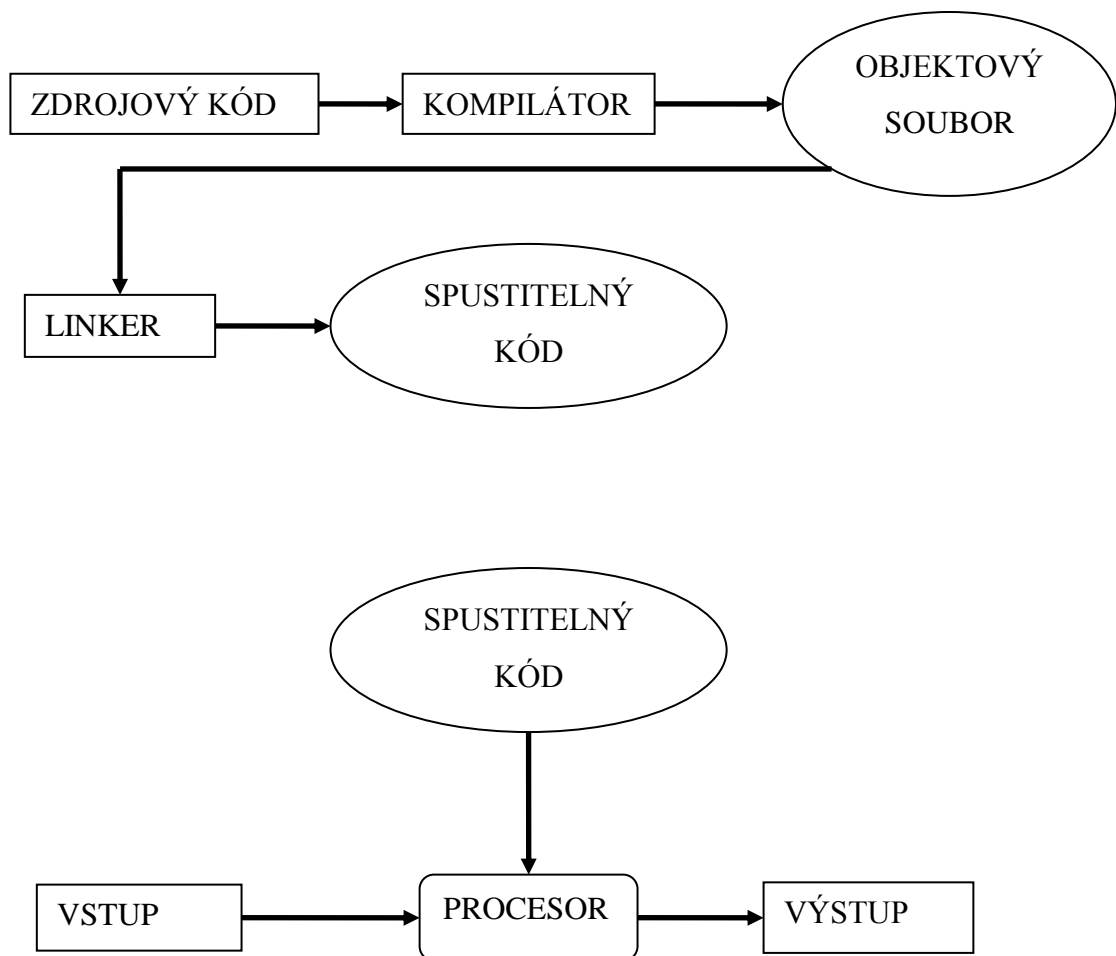 ZDROJOVÝ KÓD
KOMPILÁTOR
OBJEKTOVÝ
SOUBOR
LINKER
SPUSTITELNÝ
KÓD
SPUSTITELNÝ
KÓD
VSTUP
PROCESOR
VÝSTUP